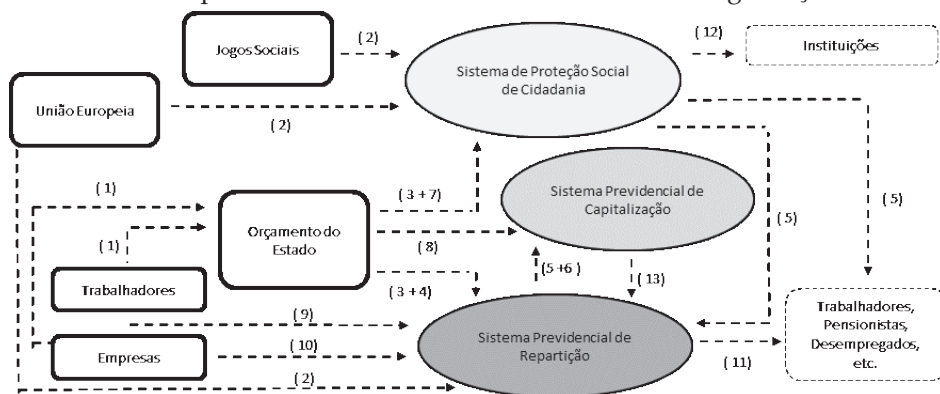 Jogos Sociais
( 2)
Sistema de Proteção Social
de Cidadania
(12)
Instituições
União Europeia
( 2)
( 1)
(3 + 7)
Sistema Previdencial de
Capitalização
( 5)
( 5)
Orçamento do
Estado
( 1)
( 8)
(5+6 )
( 13)
Trabalhadores
(3 + 4)
( 9)
Sistema Previdencial de
Repartição
Trabalhadores,
Pensionistas,
Desempregados,
etc.
Empresas
( 10)
( 11)
( 2)